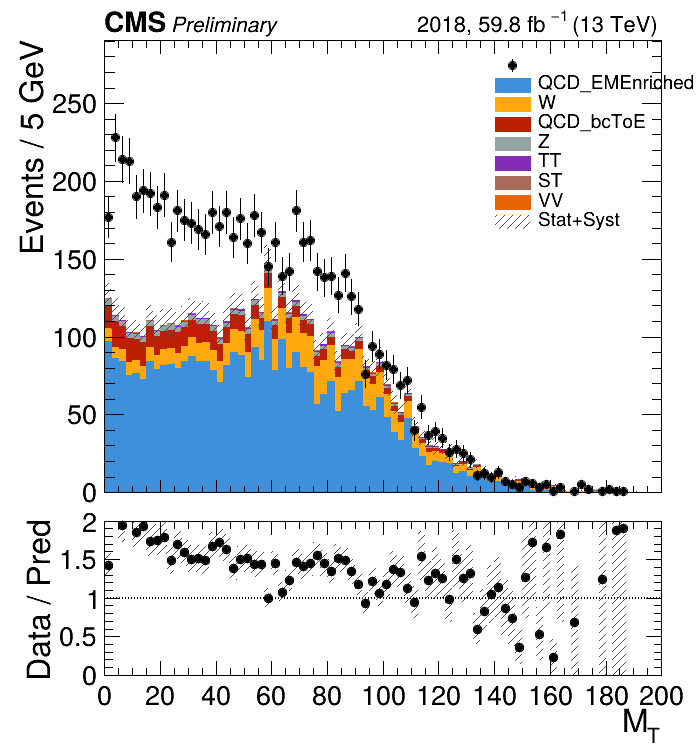 CMS Preliminary 2018, 59.8 fb⁻¹ (13 TeV)
Events / 5 GeV
250
200
150
100
50
0
QCD_EMEnriched
W
QCD_bcToE
Z
TT
ST
VV
Stat+Syst
Data / Pred
2
1.5
1
0.5
0
0 20 40 60 80 100 120 140 160 180 200
M_T